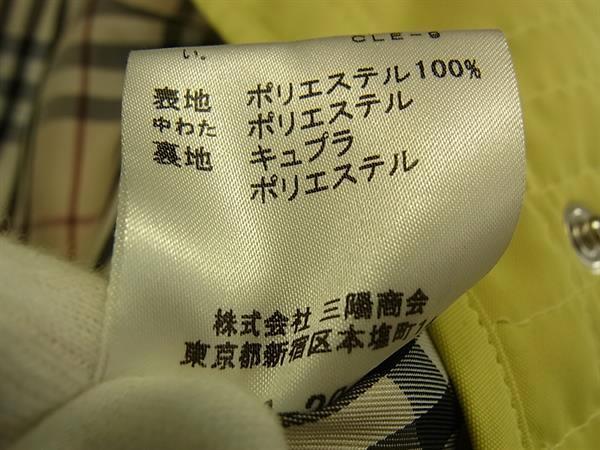 い。 CLE-9
表地 ポリエステル100%
中わた ポリエステル
裏地 キュプラ
ポリエステル
株式会社 三陽商会
東京都新宿区本塩町